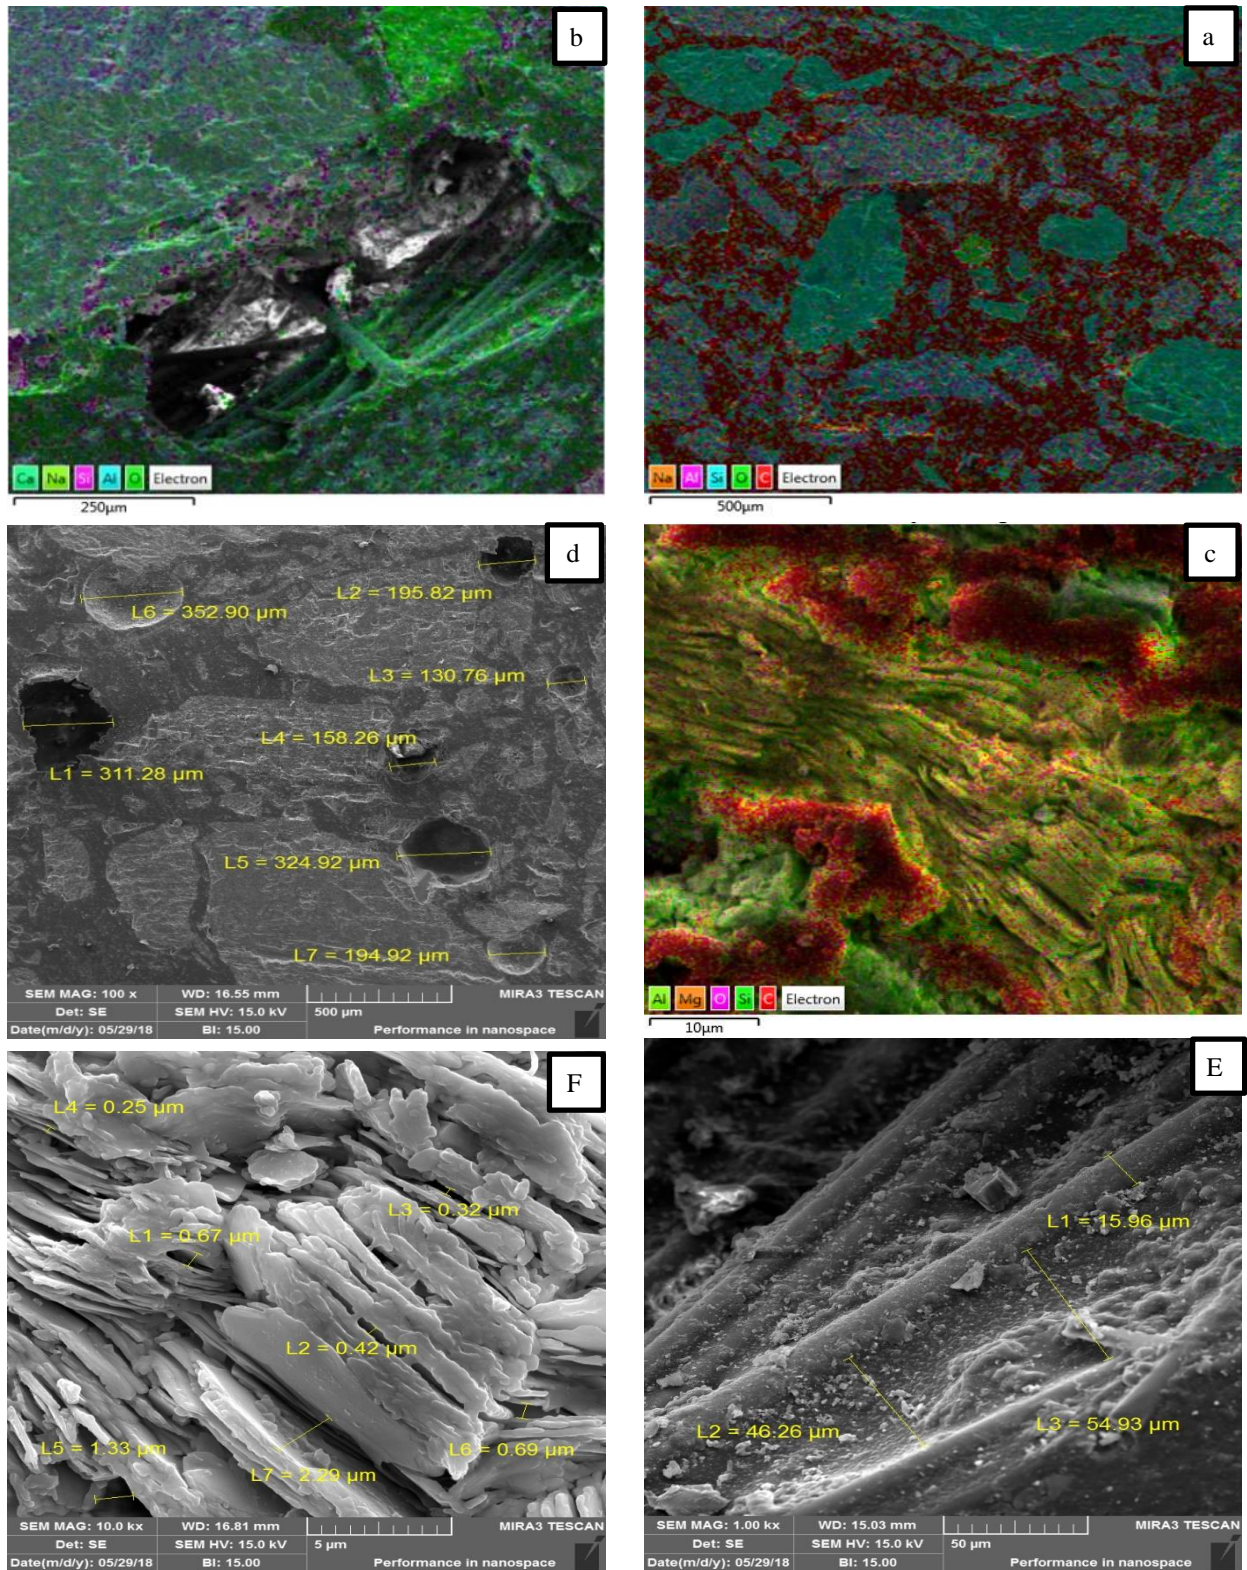 b
Ca Na Si Al O Electron
250µm
a
Na Al Si O C Electron
500µm
d
L2 = 195.82 µm
L6 = 352.90 µm
L3 = 130.76 µm
L4 = 158.26 µm
L1 = 311.28 µm
L5 = 324.92 µm
L7 = 194.92 µm
SEM MAG: 100 x WD: 16.55 mm MIRA3 TESCAN
Det: SE SEM HV: 15.0 kV 500 µm
Date(m/d/y): 05/29/18 BI: 15.00 Performance in nanospace
c
Al Mg O Si C Electron
10µm
F
L4 = 0.25 µm
L3 = 0.32 µm
L1 = 0.67 µm
L2 = 0.42 µm
L5 = 1.33 µm
L6 = 0.69 µm
L7 = 2.29 µm
SEM MAG: 10.0 kx WD: 16.81 mm MIRA3 TESCAN
Det: SE SEM HV: 15.0 kV 5 µm
Date(m/d/y): 05/29/18 BI: 15.00 Performance in nanospace
E
L1 = 15.96 µm
L2 = 46.26 µm
L3 = 54.93 µm
SEM MAG: 1.00 kx WD: 15.03 mm MIRA3 TESCAN
Det: SE SEM HV: 15.0 kV 50 µm
Date(m/d/y): 05/29/18 BI: 15.00 Performance in nanospace